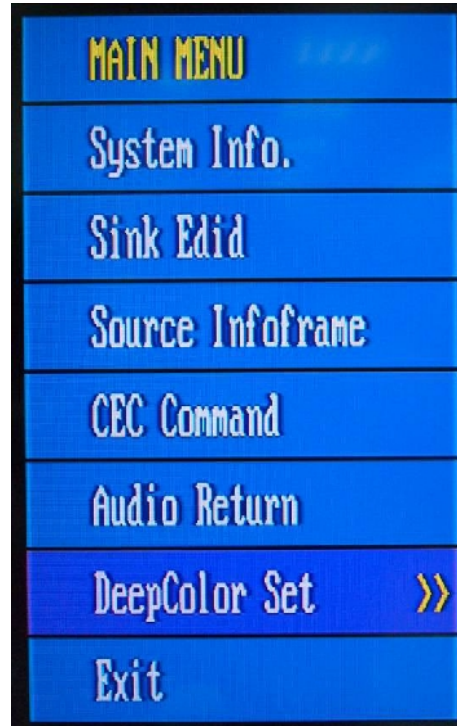 MAIN MENU
System Info.
Sink Edid
Source Infoframe
CEC Command
Audio Return
DeepColor Set »
Exit